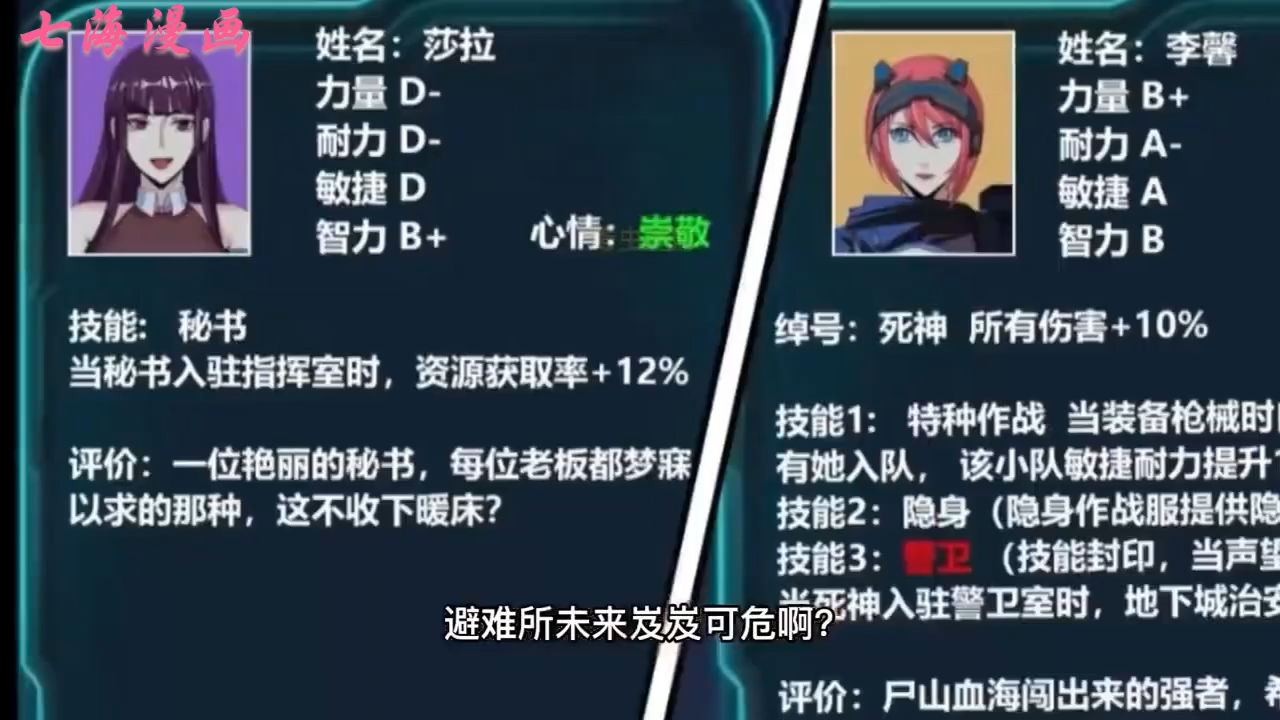 七海漫画
姓名：莎拉
力量 D-
耐力 D-
敏捷 D
智力 B+
心情：崇敬
技能： 秘书
当秘书入驻指挥室时，资源获取率+12%
评价：一位艳丽的秘书，每位老板都梦寐
以求的那种，这不收下暖床？
姓名：李馨
力量 B+
耐力 A-
敏捷 A
智力 B
绰号：死神 所有伤害+10%
技能1： 特种作战 当装备枪械时
有她入队， 该小队敏捷耐力提升
技能2：隐身（隐身作战服提供隐
技能3：警卫 （技能封印，当声望
当死神入驻警卫室时，地下城治安
评价：尸山血海闯出来的强者，希
避难所未来岌岌可危啊？